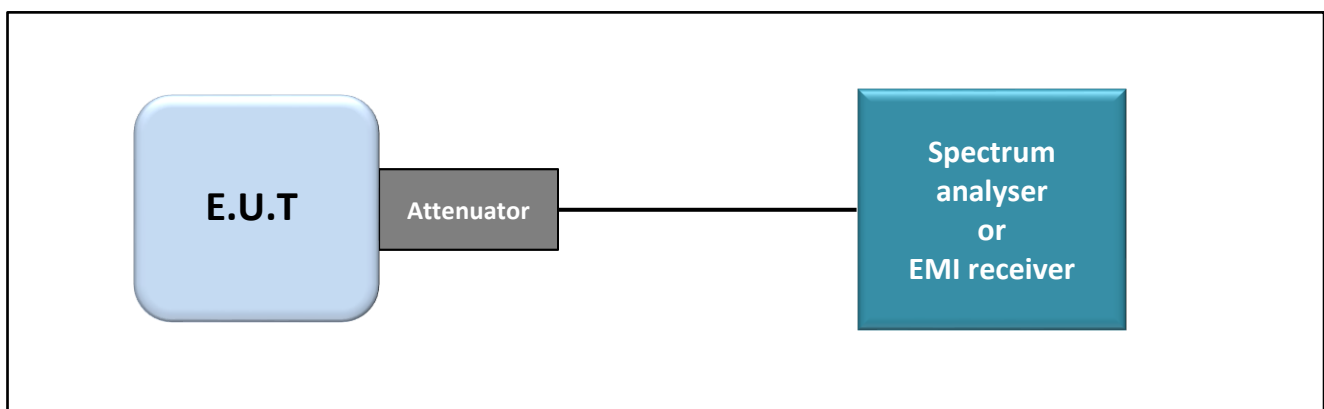 E.U.T
Attenuator
Spectrum
analyser
or
EMI receiver